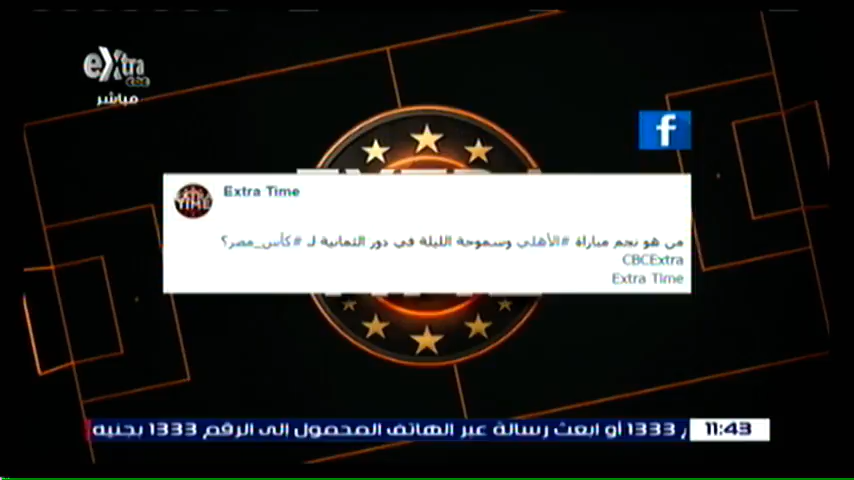 eXtra
cbc
مباشر
f
Extra Time
من هو نجم مباراة #الأهلي وسموحة الليلة في دور الثمانية لـ #كأس_مصر؟
CBCExtra
Extra Time
1333 أو ابعث رسالة عبر الهاتف المحمول إلى الرقم 1333 بجنيه
11:43